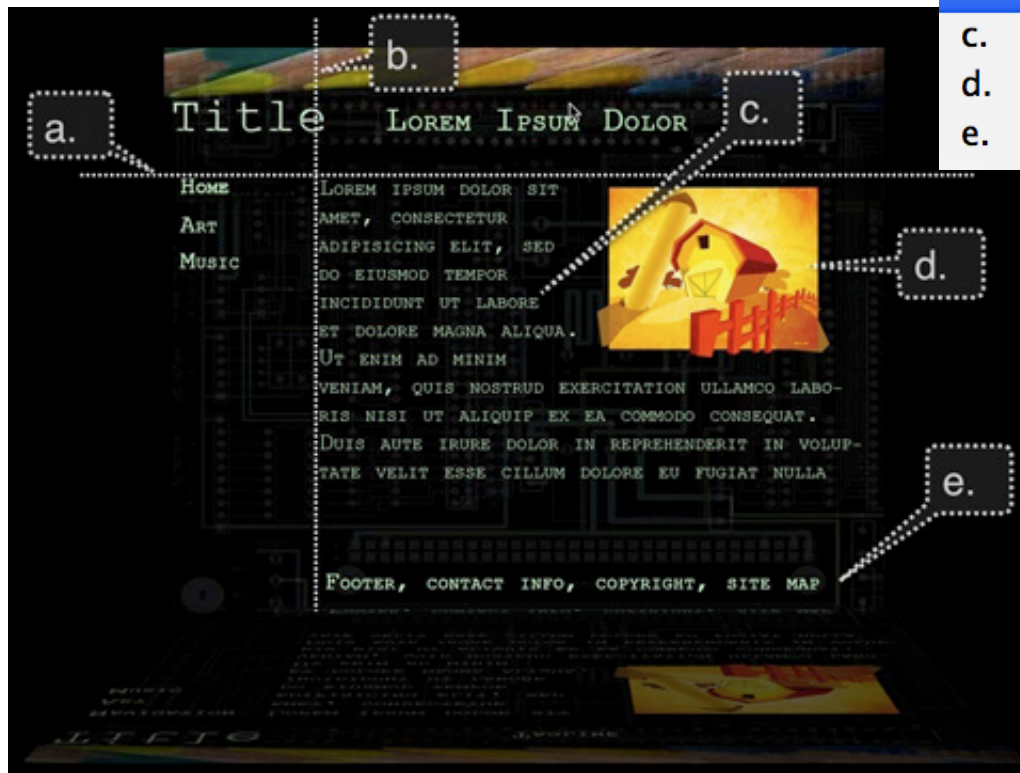 c.
d.
e.
b.
a.
c.
Title Lorem Ipsum Dolor
Home
Art
Music
Lorem ipsum dolor sit
amet, consectetur
adipisicing elit, sed
do eiusmod tempor
incididunt ut labore
et dolore magna aliqua.
Ut enim ad minim
veniam, quis nostrud exercitation ullamco labo-
ris nisi ut aliquip ex ea commodo consequat.
Duis aute irure dolor in reprehenderit in volup-
tate velit esse cillum dolore eu fugiat nulla
d.
e.
Footer, contact info, copyright, site map